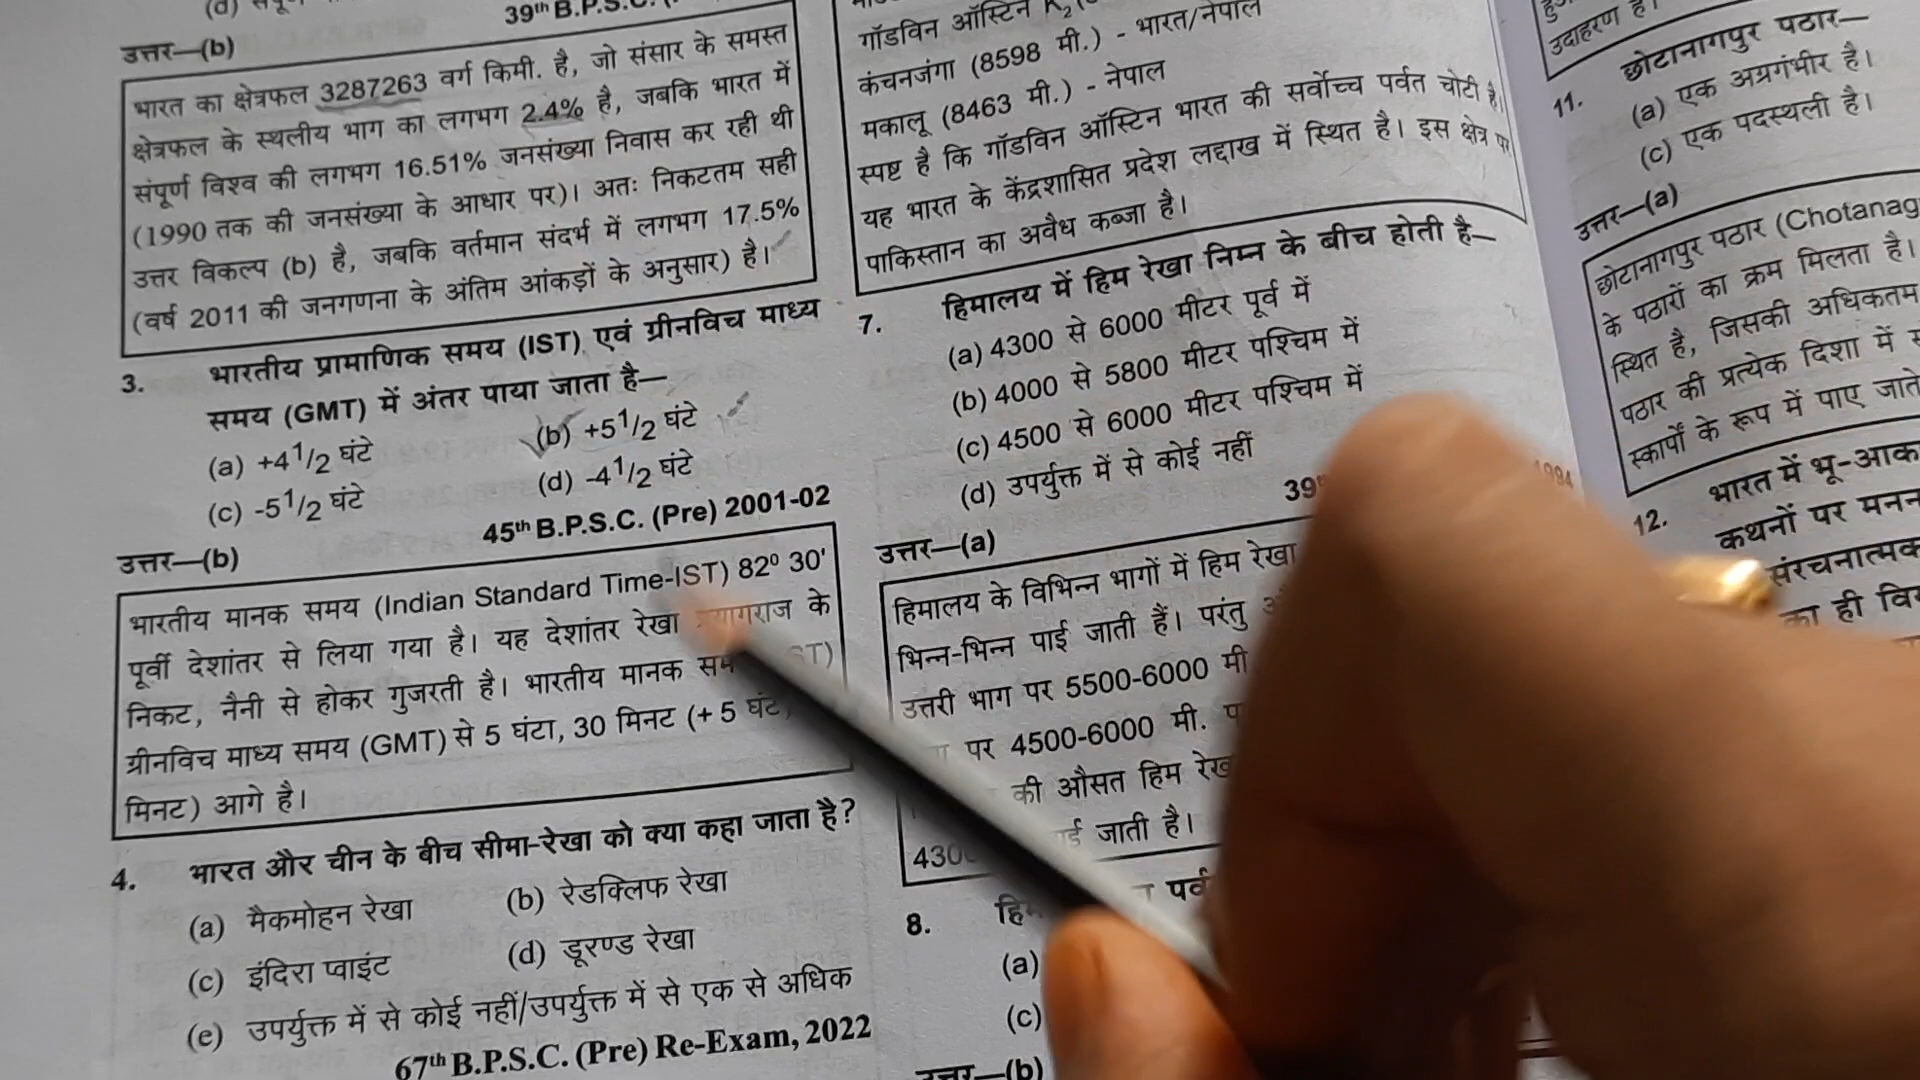 39th B.P.S.C.
उत्तर—(b)
भारत का क्षेत्रफल 3287263 वर्ग किमी. है, जो संसार के समस्त
क्षेत्रफल के स्थलीय भाग का लगभग 2.4% है, जबकि भारत में
संपूर्ण विश्व की लगभग 16.51% जनसंख्या निवास कर रही थी
(1990 तक की जनसंख्या के आधार पर)। अतः निकटतम सही
उत्तर विकल्प (b) है, जबकि वर्तमान संदर्भ में लगभग 17.5%
(वर्ष 2011 की जनगणना के अंतिम आंकड़ों के अनुसार) है।
3. भारतीय प्रामाणिक समय (IST) एवं ग्रीनविच माध्य
समय (GMT) में अंतर पाया जाता है—
(a) +4 1/2 घंटे (b) +5 1/2 घंटे
(c) -5 1/2 घंटे (d) -4 1/2 घंटे
45th B.P.S.C. (Pre) 2001-02
उत्तर—(b)
भारतीय मानक समय (Indian Standard Time-IST) 82º 30'
पूर्वी देशांतर से लिया गया है। यह देशांतर रेखा के
निकट, नैनी से होकर गुजरती है। भारतीय मानक
ग्रीनविच माध्य समय (GMT) से 5 घंटा, 30 मिनट (+ 5
मिनट) आगे है।
4. भारत और चीन के बीच सीमा-रेखा को क्या कहा जाता है?
(a) मैकमोहन रेखा (b) रेडक्लिफ रेखा
(c) इंदिरा प्वाइंट (d) डूरण्ड रेखा
(e) उपर्युक्त में से कोई नहीं/उपर्युक्त में से एक से अधिक
67th B.P.S.C. (Pre) Re-Exam, 2022
गॉडविन ऑस्टिन K2 - भारत/नेपाल
कंचनजंगा (8598 मी.) - नेपाल
मकालू (8463 मी.)
स्पष्ट है कि गॉडविन ऑस्टिन भारत की सर्वोच्च पर्वत चोटी है।
यह भारत के केंद्रशासित प्रदेश लद्दाख में स्थित है। इस क्षेत्र पर
पाकिस्तान का अवैध कब्जा है।
7. हिमालय में हिम रेखा निम्न के बीच होती है—
(a) 4300 से 6000 मीटर पूर्व में
(b) 4000 से 5800 मीटर पश्चिम में
(c) 4500 से 6000 मीटर पश्चिम में
(d) उपर्युक्त में से कोई नहीं
1994
उत्तर—(a)
हिमालय के विभिन्न भागों में हिम रेखा
भिन्न-भिन्न पाई जाती हैं। परंतु
उत्तरी भाग पर 5500-6000
पर 4500-6000 मी.
की औसत हिम
जाती है।
8.
(a)
(c)
उत्तर—(b)
उदाहरण है।
11. छोटानागपुर पठार—
(a) एक अग्रगंभीर है।
(c) एक पदस्थली है।
उत्तर—(a)
छोटानागपुर पठार (Chotanag
के पठारों का क्रम मिलता है।
स्थित है, जिसकी अधिकतम
पठार की प्रत्येक दिशा में
स्कार्पों के रूप में पाए जाते
12. भारत में भू-आक
कथनों पर मनन
संरचनात्मक
का ही